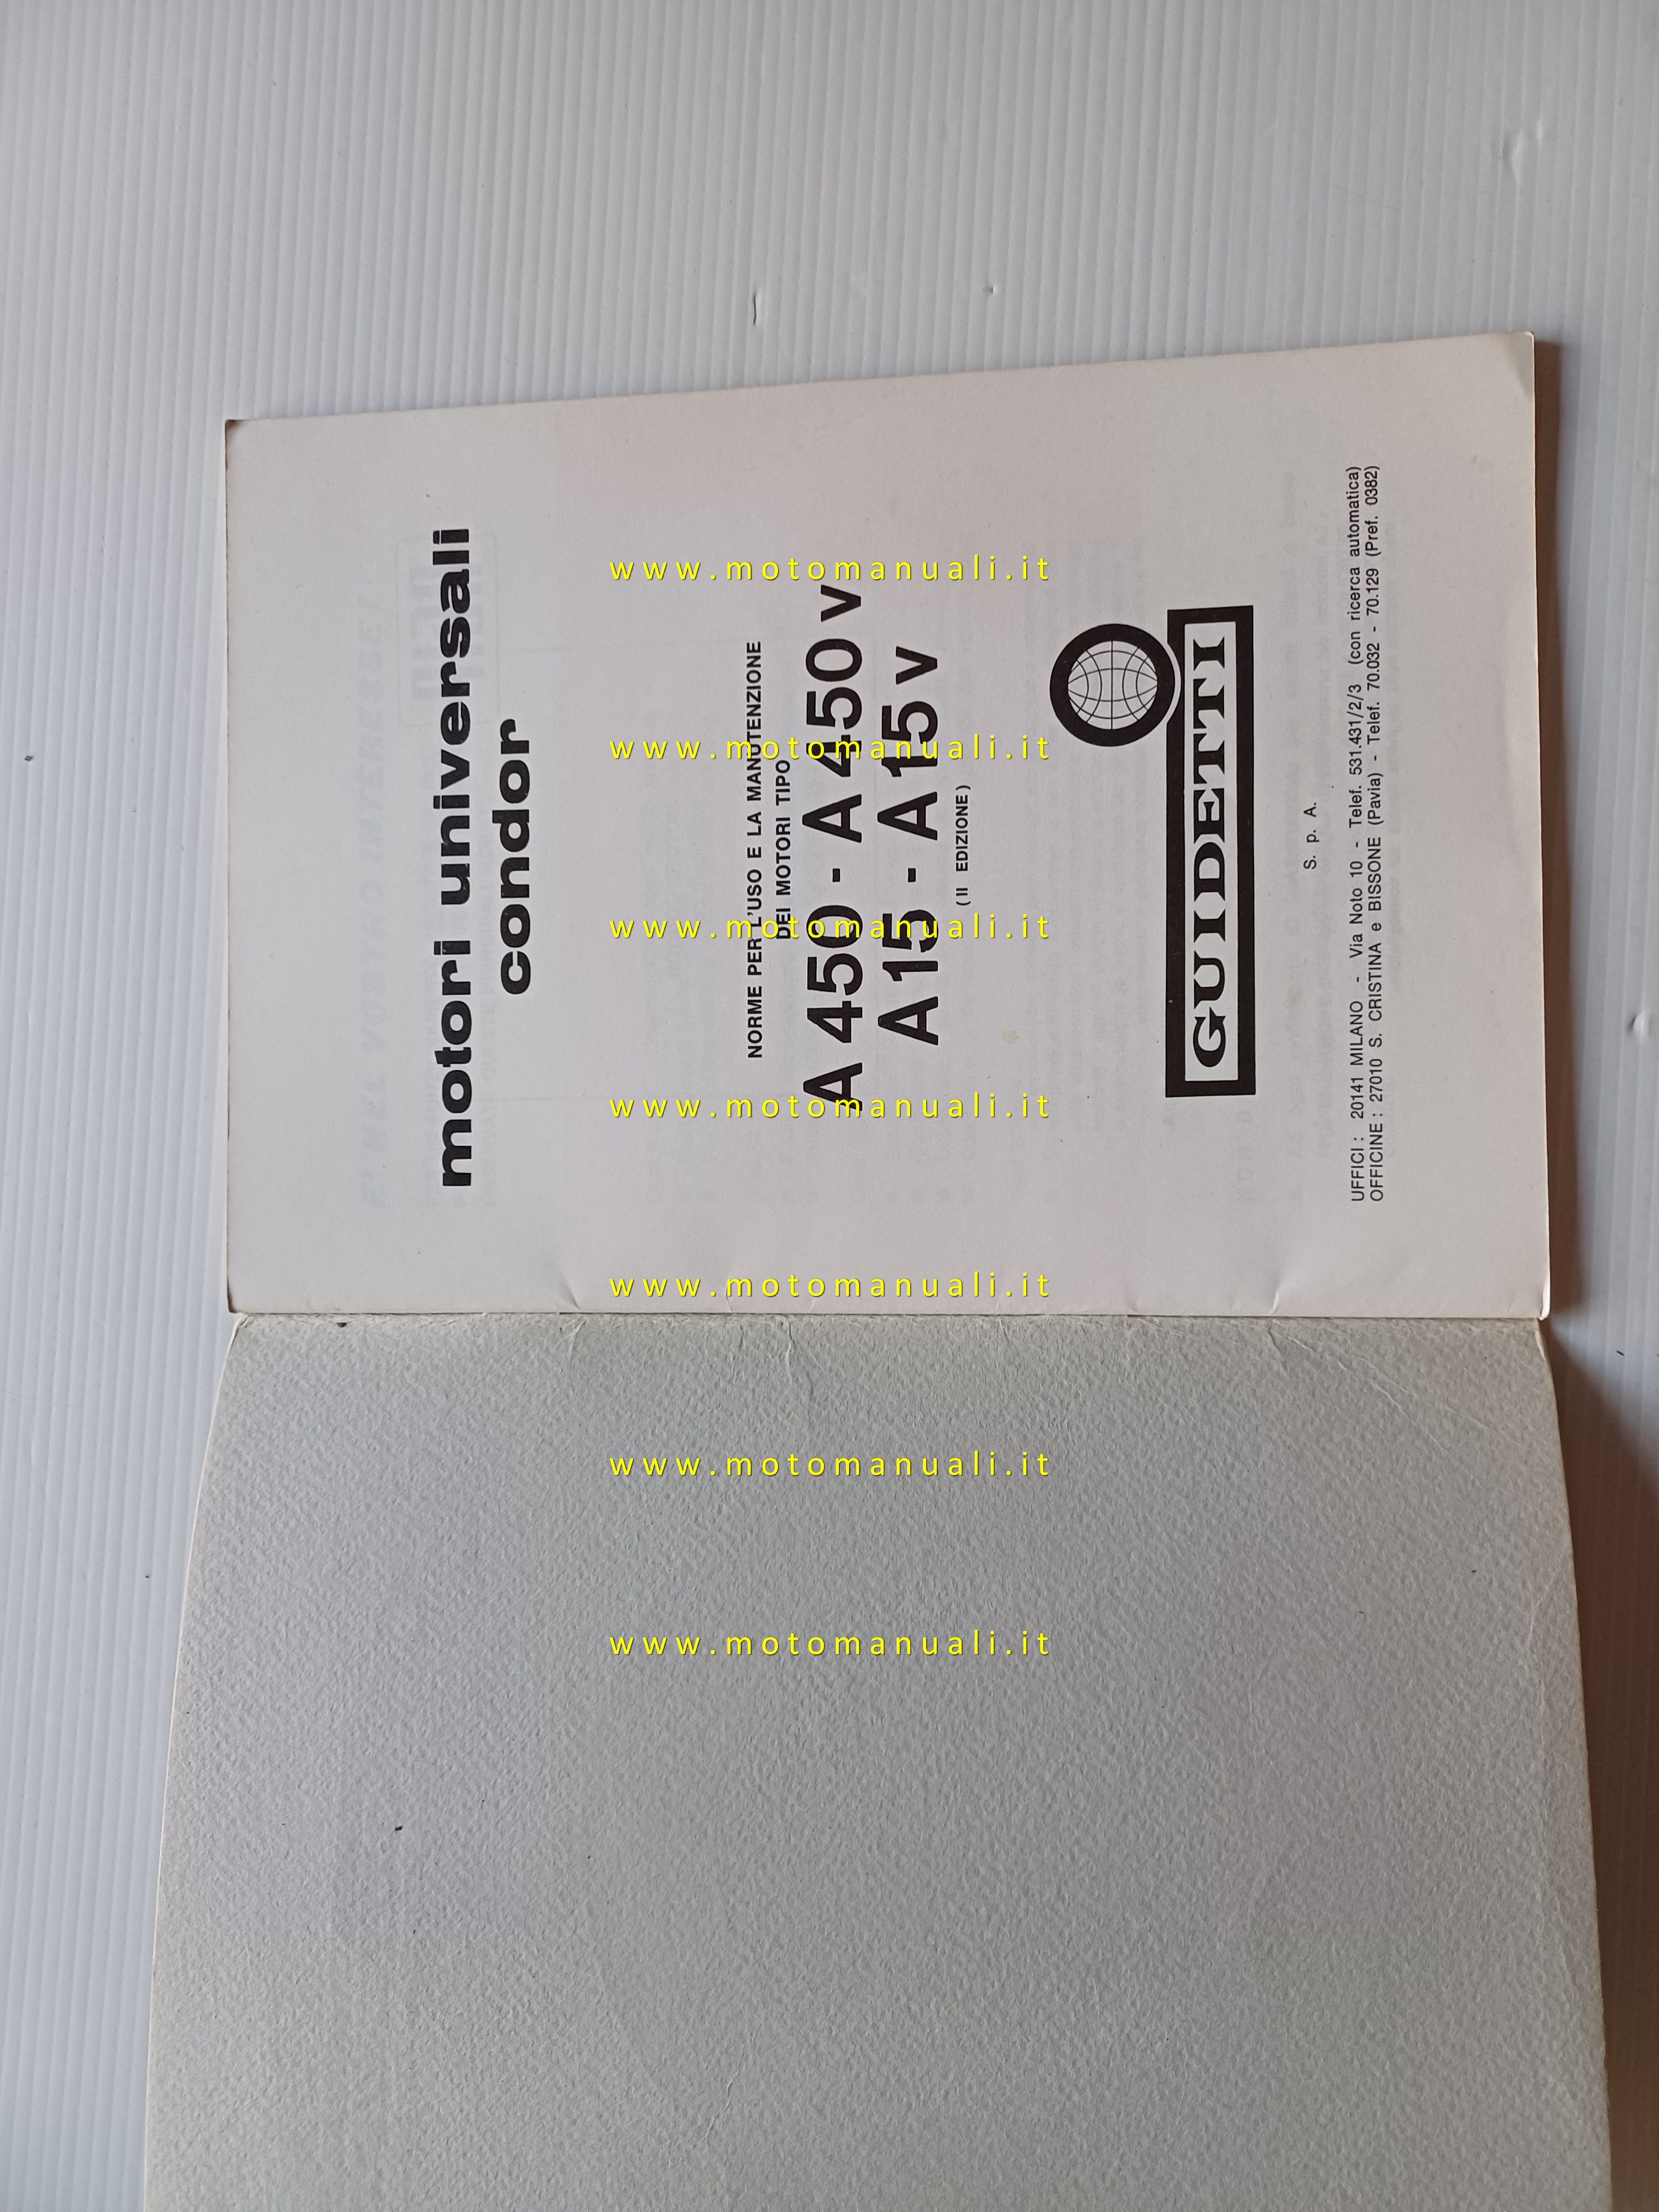 motori universali
condor
NORME PER L'USO E LA MANUTENZIONE
DEI MOTORI TIPO
A 450 - A 450 v
A 15 - A 15 v
( II EDIZIONE )
GUIDETTI
S. p. A.
UFFICI : 20141 MILANO - Via Noto 10 - Telef. 531.431/2/3 (con ricerca automatica)
OFFICINE : 27010 S. CRISTINA e BISSONE (Pavia) - Telef. 70.032 - 70.129 (Pref. 0382)
www.motomanuali.it
www.motomanuali.it
www.motomanuali.it
www.motomanuali.it
www.motomanuali.it
www.motomanuali.it
www.motomanuali.it